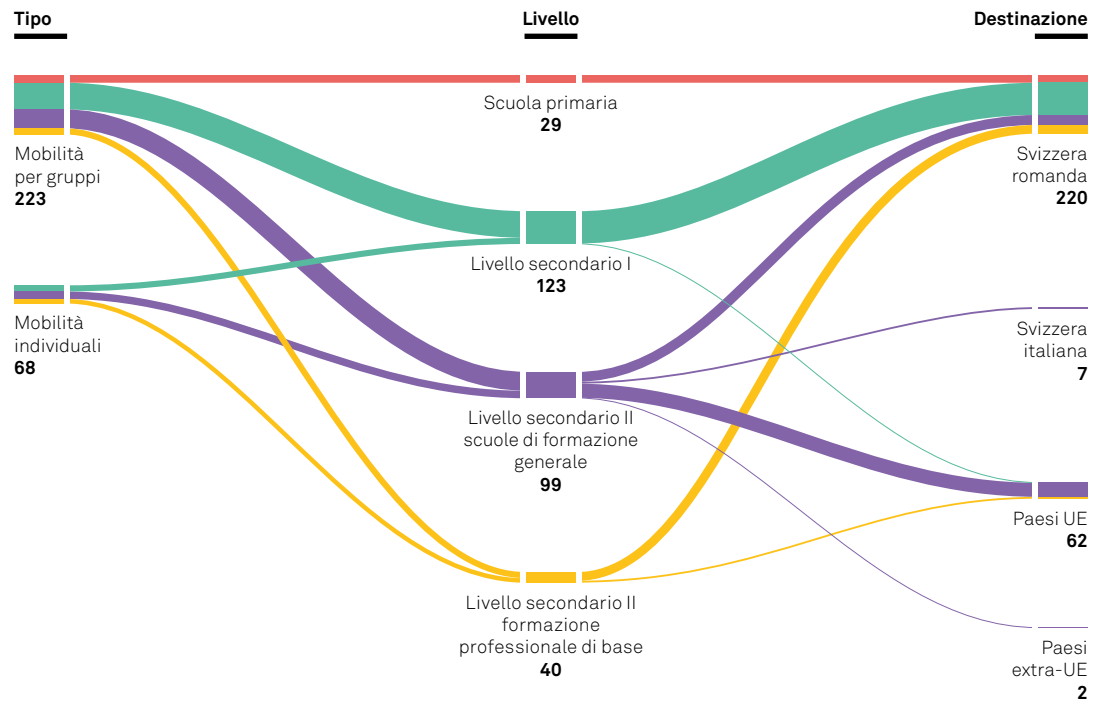 Tipo
Livello
Destinazione
Mobilità
per gruppi
223
Mobilità
individuali
68
Scuola primaria
29
Livello secondario I
123
Livello secondario II
scuole di formazione
generale
99
Livello secondario II
formazione
professionale di base
40
Svizzera
romanda
220
Svizzera
italiana
7
Paesi UE
62
Paesi
extra-UE
2